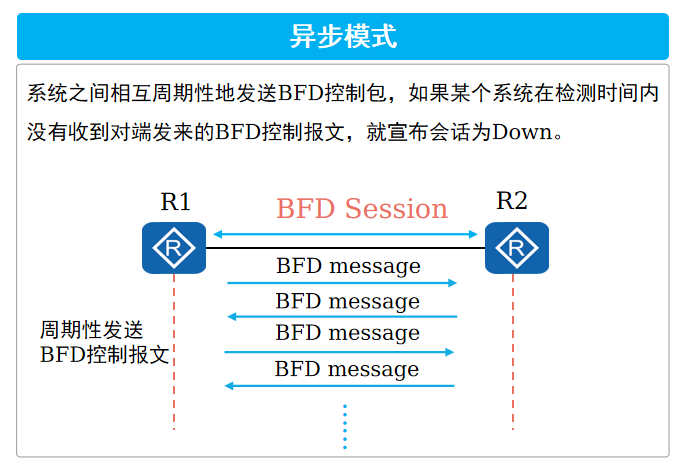 异步模式
系统之间相互周期性地发送BFD控制包，如果某个系统在检测时间内
没有收到对端发来的BFD控制报文，就宣布会话为Down。
R1
BFD Session
R2
R
R
BFD message
BFD message
周期性发送
BFD控制报文
BFD message
BFD message